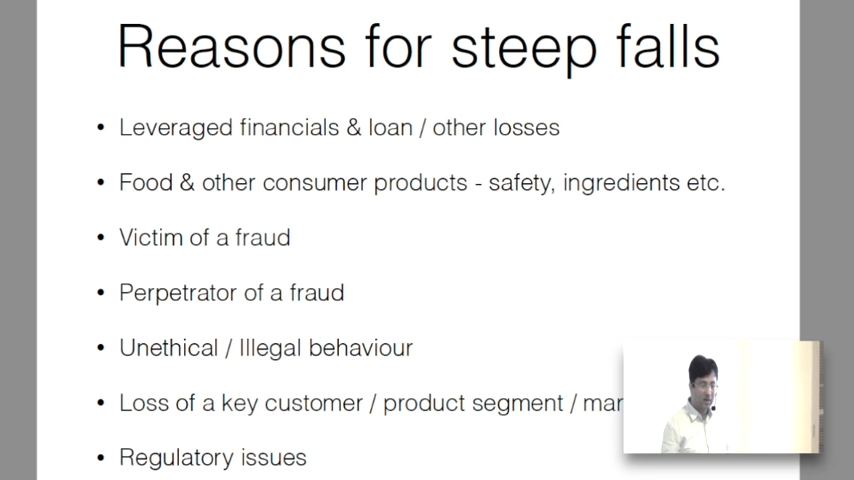 Reasons for steep falls
• Leveraged financials & loan / other losses
• Food & other consumer products - safety, ingredients etc.
• Victim of a fraud
• Perpetrator of a fraud
• Unethical / Illegal behaviour
• Loss of a key customer / product segment /
• Regulatory issues